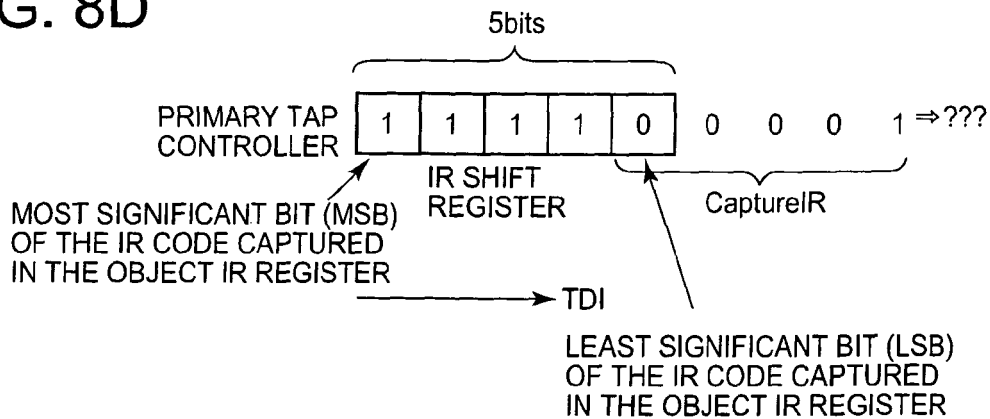 G. 8D
5bits
PRIMARY TAP
CONTROLLER
1 1 1 1 0 0 0 0 1 ⇒???
IR SHIFT
REGISTER
CaptureIR
MOST SIGNIFICANT BIT (MSB)
OF THE IR CODE CAPTURED
IN THE OBJECT IR REGISTER
TDI
LEAST SIGNIFICANT BIT (LSB)
OF THE IR CODE CAPTURED
IN THE OBJECT IR REGISTER